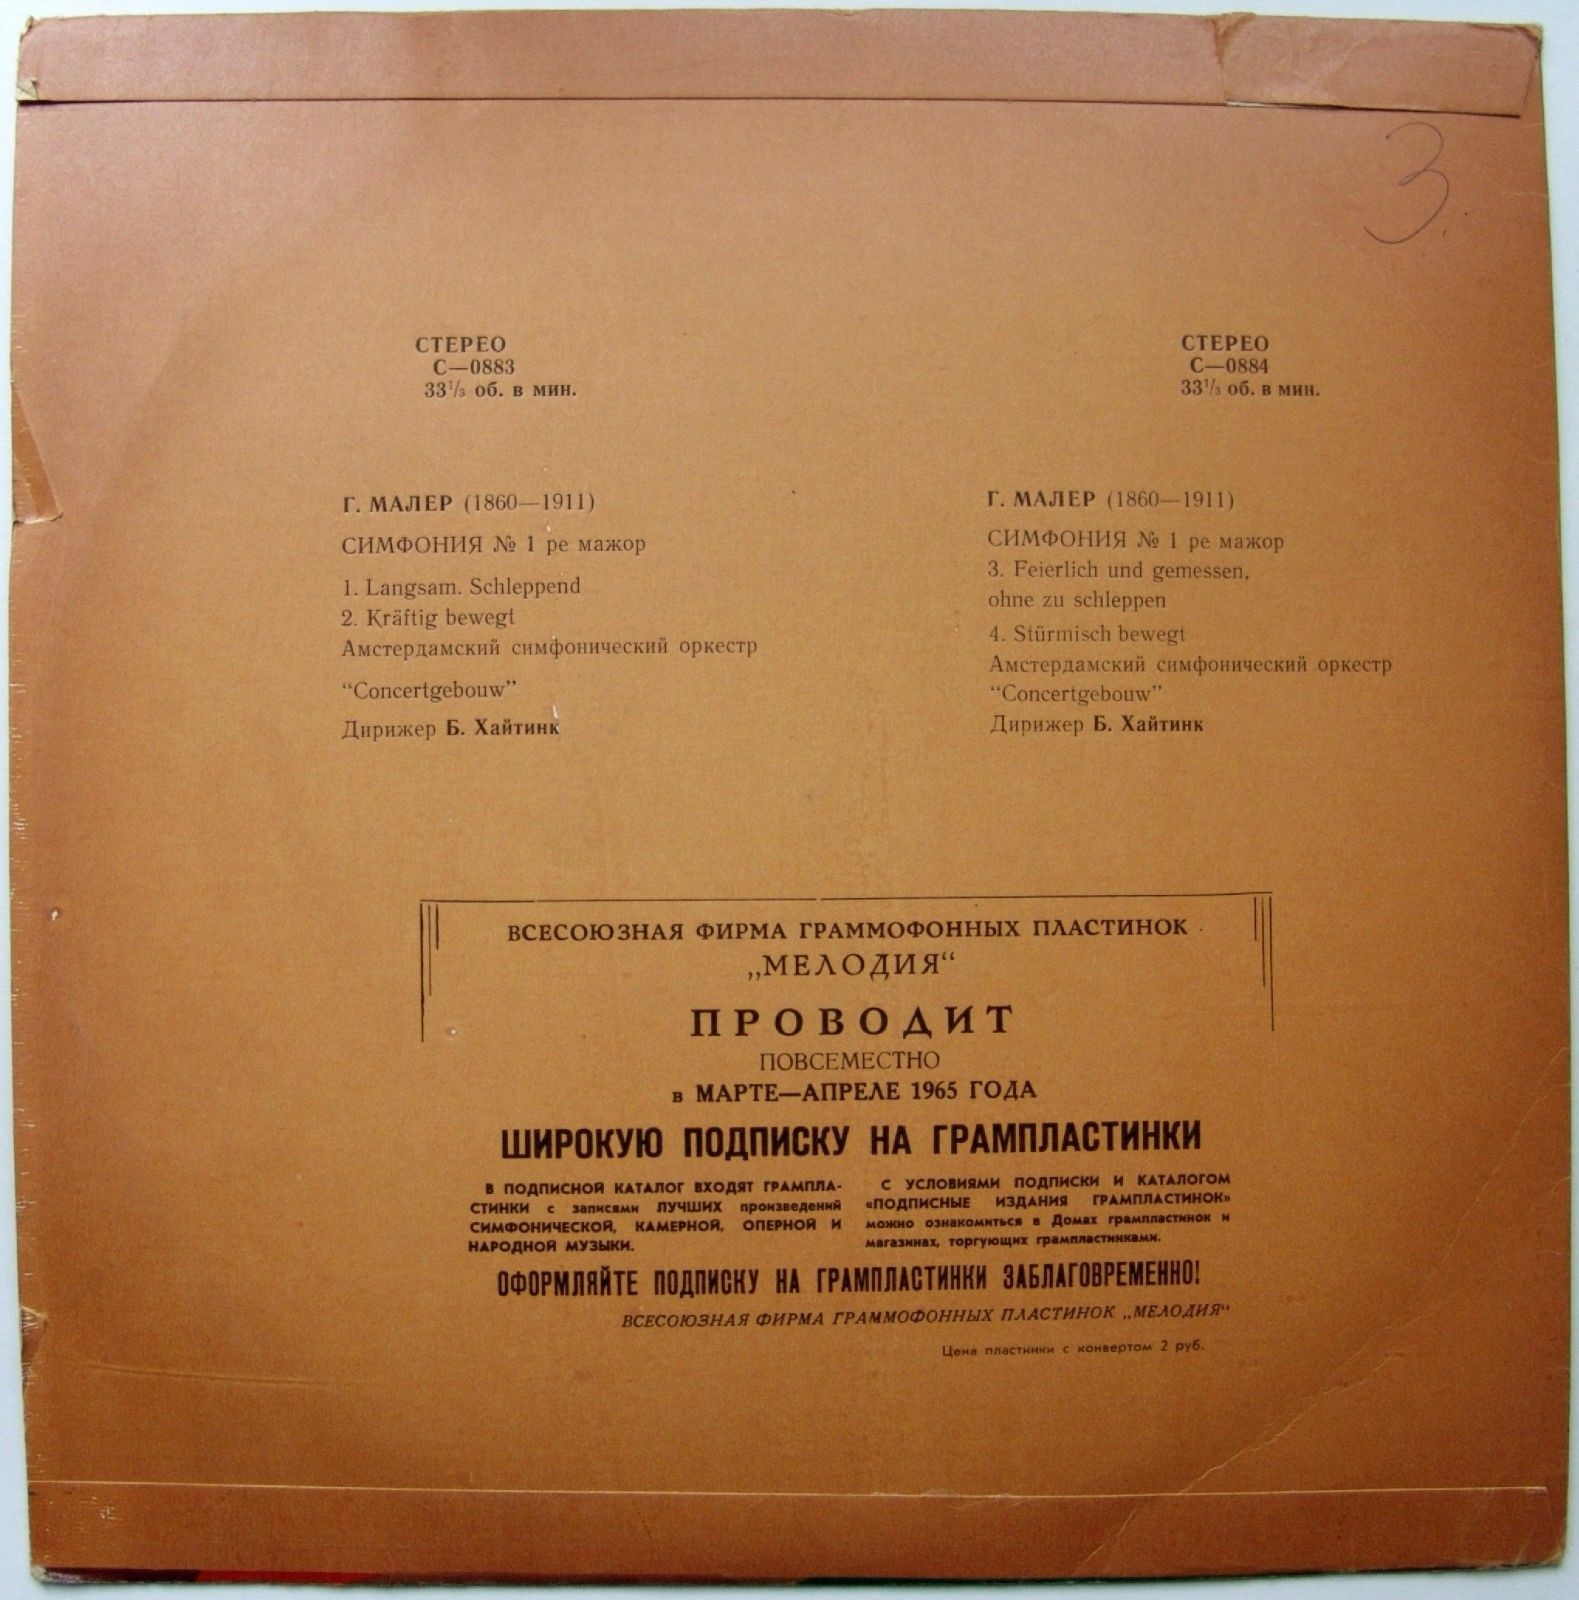 3.
СТЕРЕО
С—0883
33 1/3 об. в мин.
Г. МАЛЕР (1860—1911)
СИМФОНИЯ № 1 ре мажор
1. Langsam. Schleppend
2. Kräftig bewegt
Амстердамский симфонический оркестр
“Concertgebouw”
Дирижер Б. Хайтинк
СТЕРЕО
С—0884
33 1/3 об. в мин.
Г. МАЛЕР (1860—1911)
СИМФОНИЯ № 1 ре мажор
3. Feierlich und gemessen,
ohne zu schleppen
4. Stürmisch bewegt
Амстердамский симфонический оркестр
“Concertgebouw”
Дирижер Б. Хайтинк
ВСЕСОЮЗНАЯ ФИРМА ГРАММОФОННЫХ ПЛАСТИНОК
„МЕЛОДИЯ“
ПРОВОДИТ
ПОВСЕМЕСТНО
в МАРТЕ—АПРЕЛЕ 1965 ГОДА
ШИРОКУЮ ПОДПИСКУ НА ГРАМПЛАСТИНКИ
В ПОДПИСНОЙ КАТАЛОГ ВХОДЯТ ГРАМПЛА-
СТИНКИ с записями ЛУЧШИХ произведений
СИМФОНИЧЕСКОЙ, КАМЕРНОЙ, ОПЕРНОЙ И
НАРОДНОЙ МУЗЫКИ.
С УСЛОВИЯМИ ПОДПИСКИ И КАТАЛОГОМ
«ПОДПИСНЫЕ ИЗДАНИЯ ГРАМПЛАСТИНОК»
можно ознакомиться в Домах грампластинок и
магазинах, торгующих грампластинками.
ОФОРМЛЯЙТЕ ПОДПИСКУ НА ГРАМПЛАСТИНКИ ЗАБЛАГОВРЕМЕННО!
ВСЕСОЮЗНАЯ ФИРМА ГРАММОФОННЫХ ПЛАСТИНОК „МЕЛОДИЯ“
Цена пластинки с конвертом 2 руб.